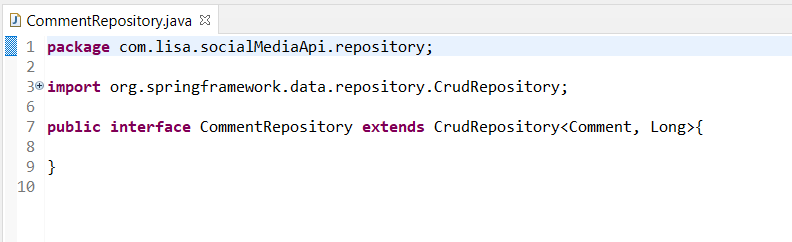 CommentRepository.java
1 package com.lisa.socialMediaApi.repository;
2
3 import org.springframework.data.repository.CrudRepository;
6
7 public interface CommentRepository extends CrudRepository<Comment, Long>{
8
9 }
10